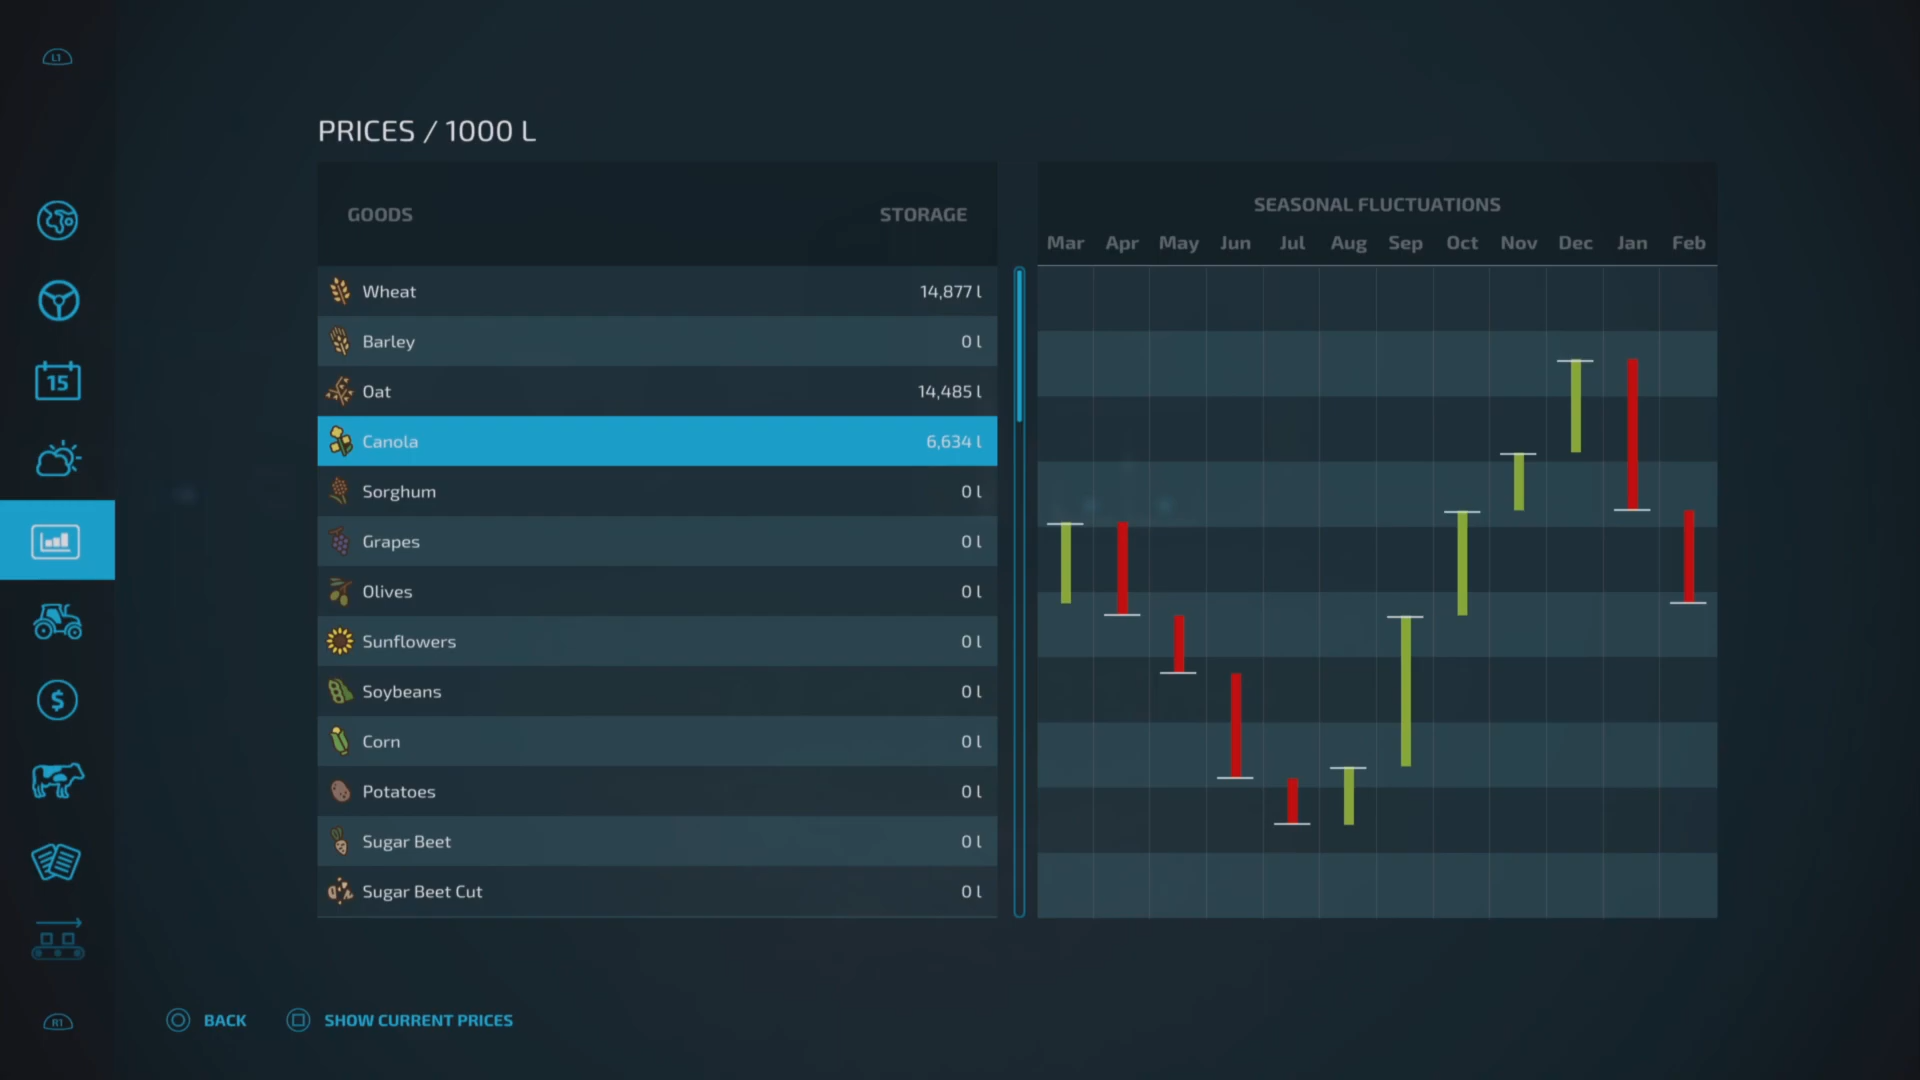 L1
PRICES / 1000 L
GOODS STORAGE
SEASONAL FLUCTUATIONS
Mar Apr May Jun Jul Aug Sep Oct Nov Dec Jan Feb
Wheat 14,877 l
Barley 0 l
Oat 14,485 l
Canola 6,634 l
Sorghum 0 l
Grapes 0 l
Olives 0 l
Sunflowers 0 l
Soybeans 0 l
Corn 0 l
Potatoes 0 l
Sugar Beet 0 l
Sugar Beet Cut 0 l
15
$
R1
BACK SHOW CURRENT PRICES